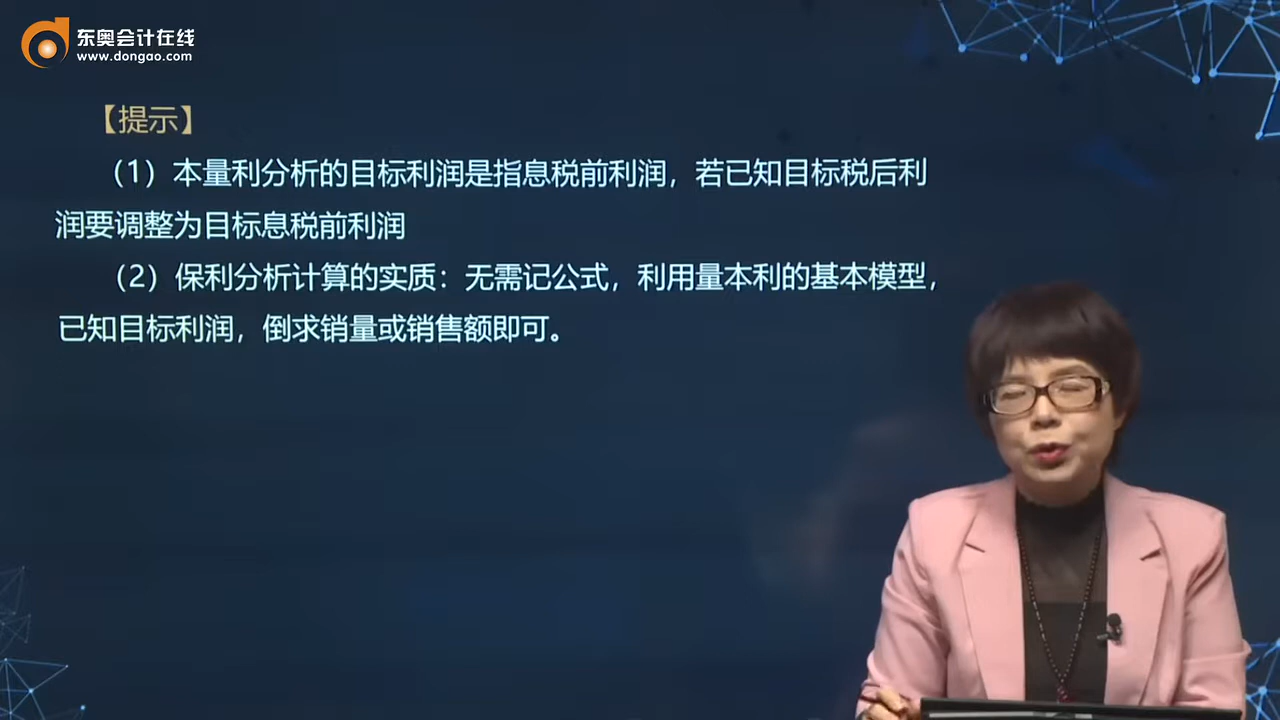 东奥会计在线
www.dongao.com
【提示】
（1）本量利分析的目标利润是指息税前利润，若已知目标税后利
润要调整为目标息税前利润
（2）保利分析计算的实质：无需记公式，利用量本利的基本模型，
已知目标利润，倒求销量或销售额即可。